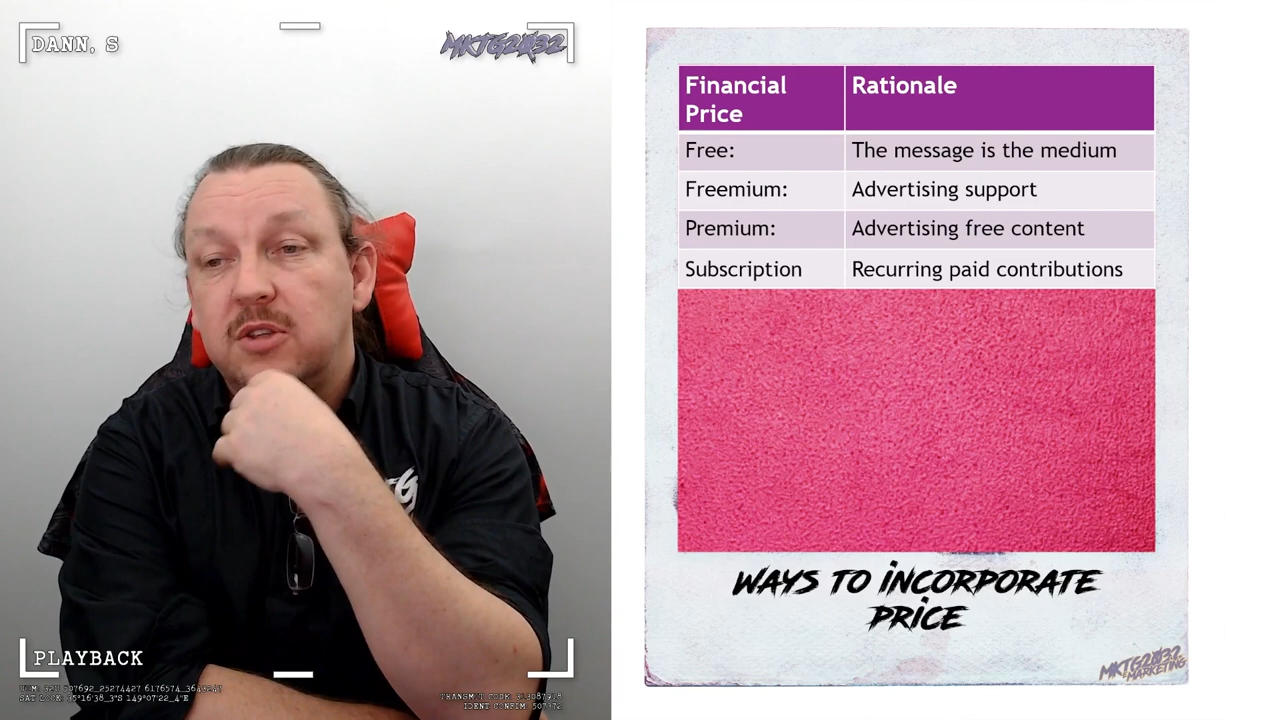 DANN, S
MKTG2032
Financial Price
Rationale
Free:
The message is the medium
Freemium:
Advertising support
Premium:
Advertising free content
Subscription
Recurring paid contributions
WAYS TO INCORPORATE
PRICE
PLAYBACK
MKTG2032
MARKETING